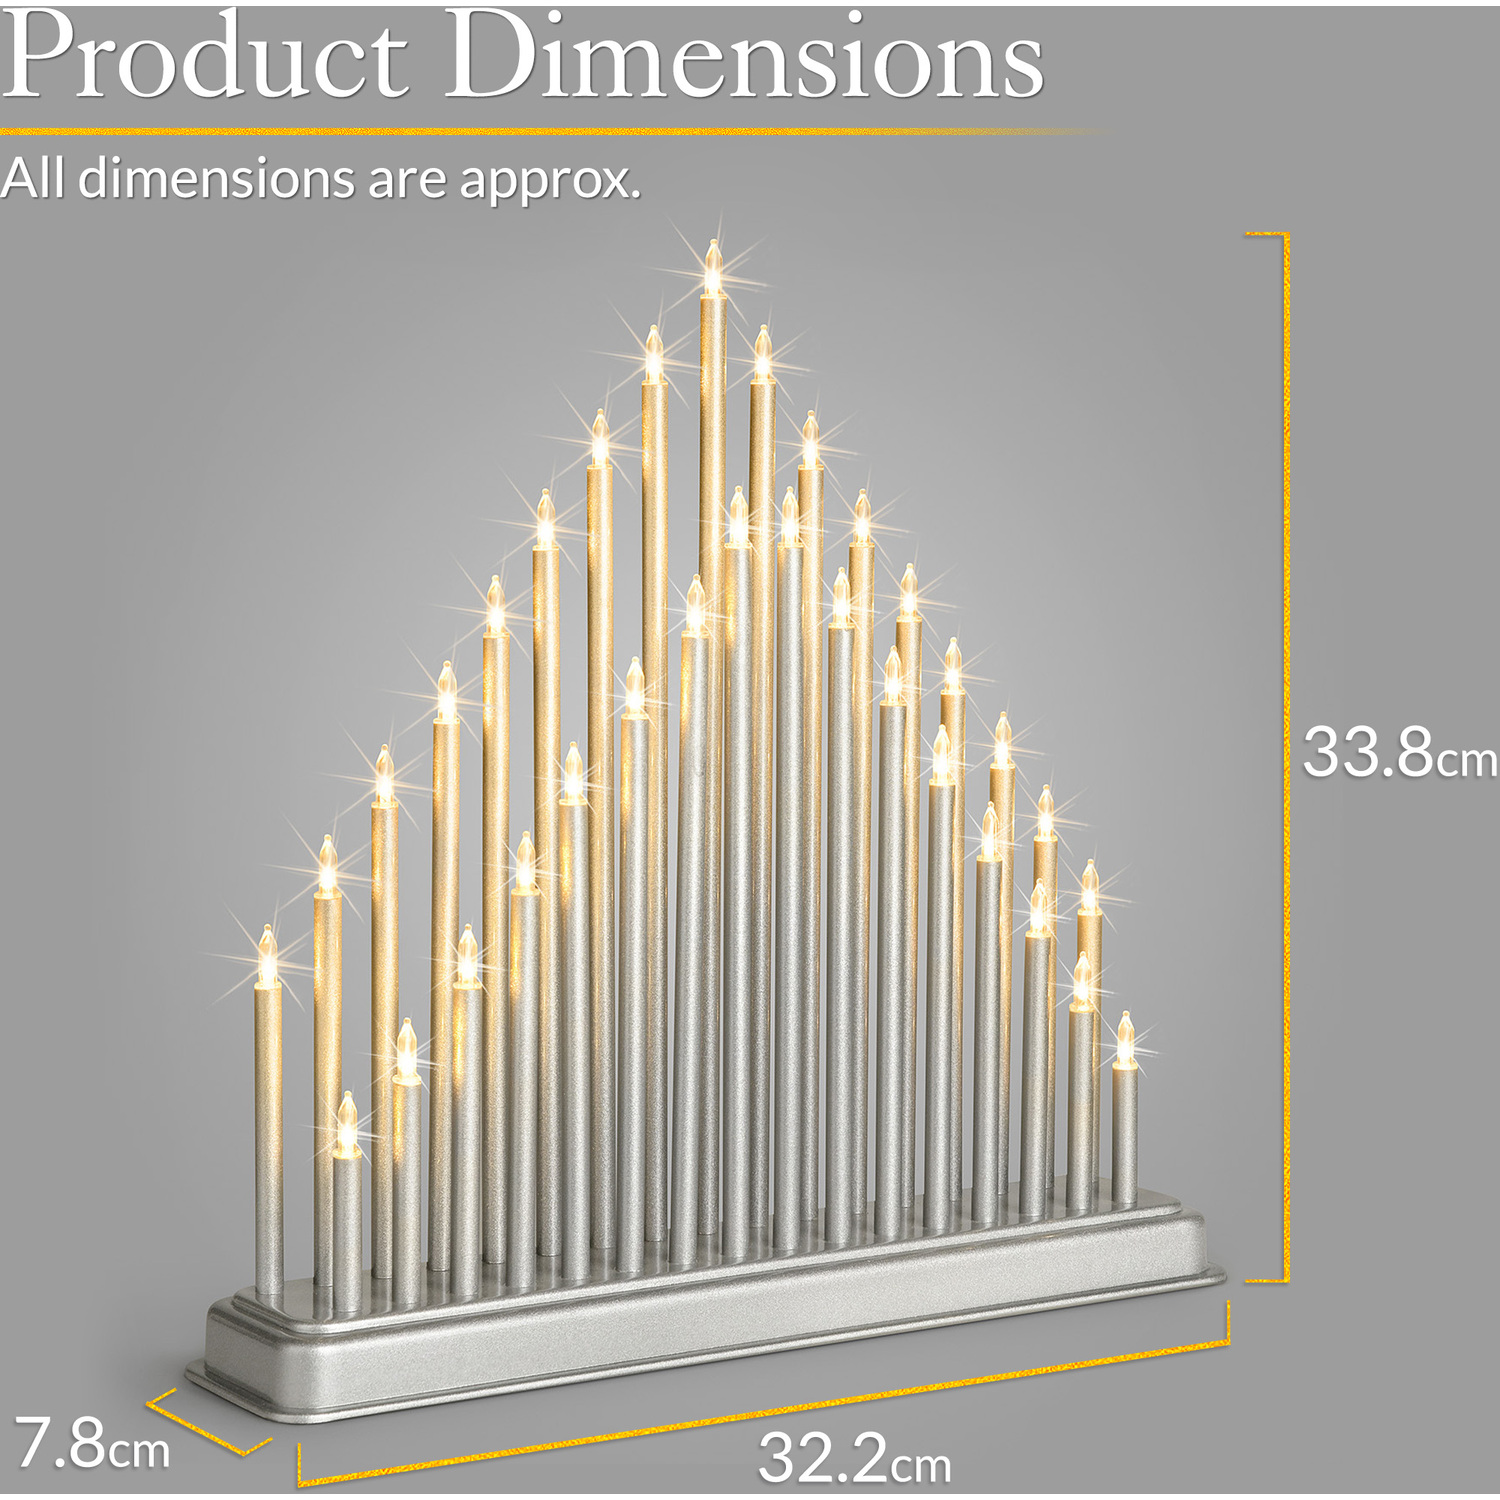 Product Dimensions
All dimensions are approx.
33.8cm
7.8cm
32.2cm